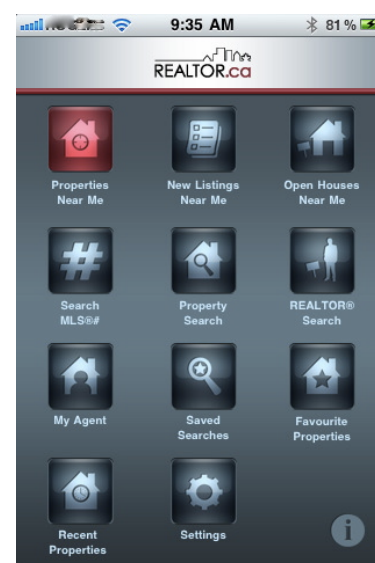 9:35 AM 81%
REALTOR.ca
Properties Near Me
New Listings Near Me
Open Houses Near Me
Search MLS®#
Property Search
REALTOR® Search
My Agent
Saved Searches
Favourite Properties
Recent Properties
Settings
i